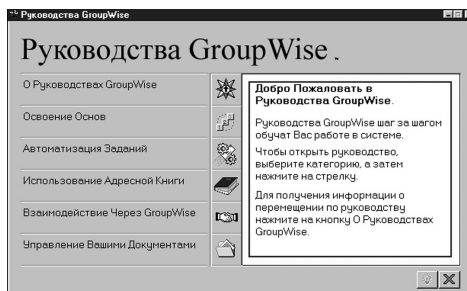 Руководства GroupWise
Руководства GroupWise .
О Руководствах GroupWise
Освоение Основ
Автоматизация Заданий
Использование Адресной Книги
Взаимодействие Через GroupWise
Управление Вашими Документами
Добро Пожаловать в
Руководства GroupWise.
Руководства GroupWise шаг за шагом
обучат Вас работе в системе.
Чтобы открыть руководство,
выберите категорию, а затем
нажмите на стрелку.
Для получения информации о
перемещении по руководству
нажмите на кнопку О Руководствах
GroupWise.